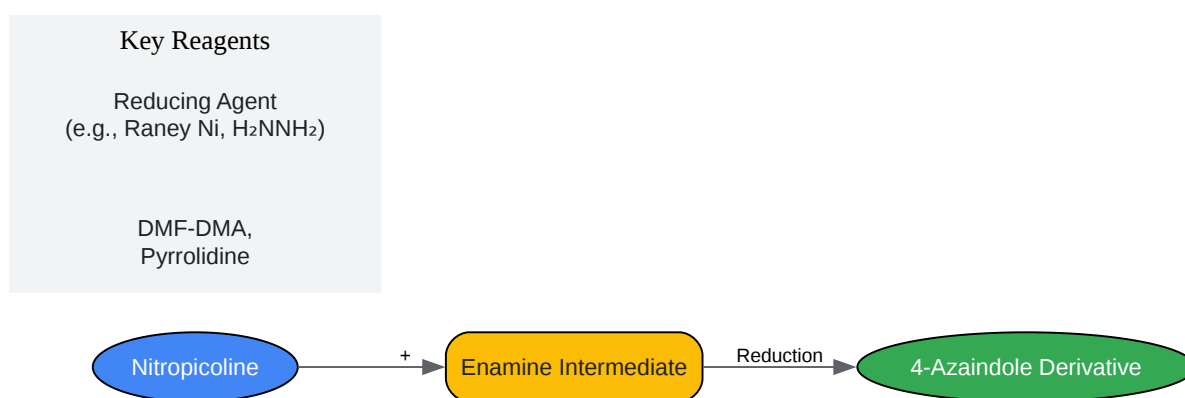 Key Reagents
Reducing Agent
(e.g., Raney Ni, H₂NNH₂)
DMF-DMA,
Pyrrolidine
Nitropicoline
+
Enamine Intermediate
Reduction
4-Azaindole Derivative